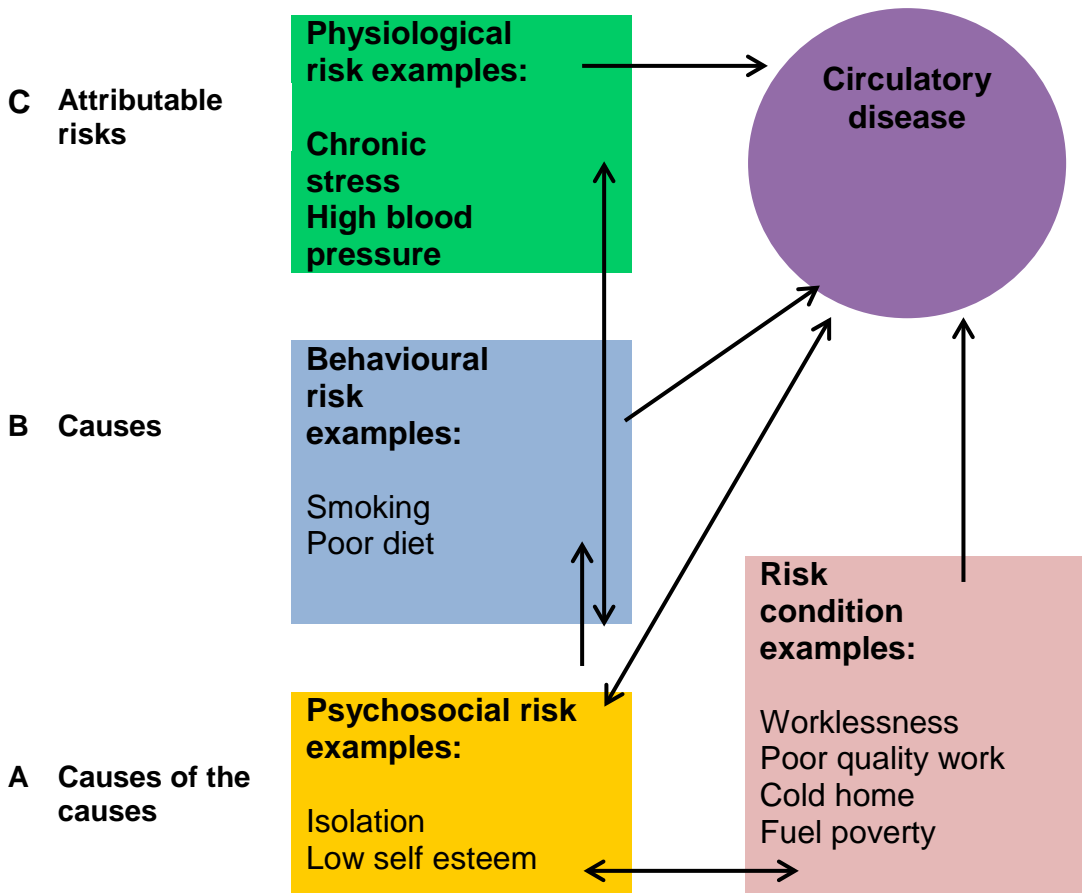 Physiological
risk examples:
Chronic
stress
High blood
pressure
Circulatory
disease
C Attributable
risks
Behavioural
risk
examples:
Smoking
Poor diet
B Causes
Risk
condition
examples:
Worklessness
Poor quality work
Cold home
Fuel poverty
Psychosocial risk
examples:
Isolation
Low self esteem
A Causes of the
causes